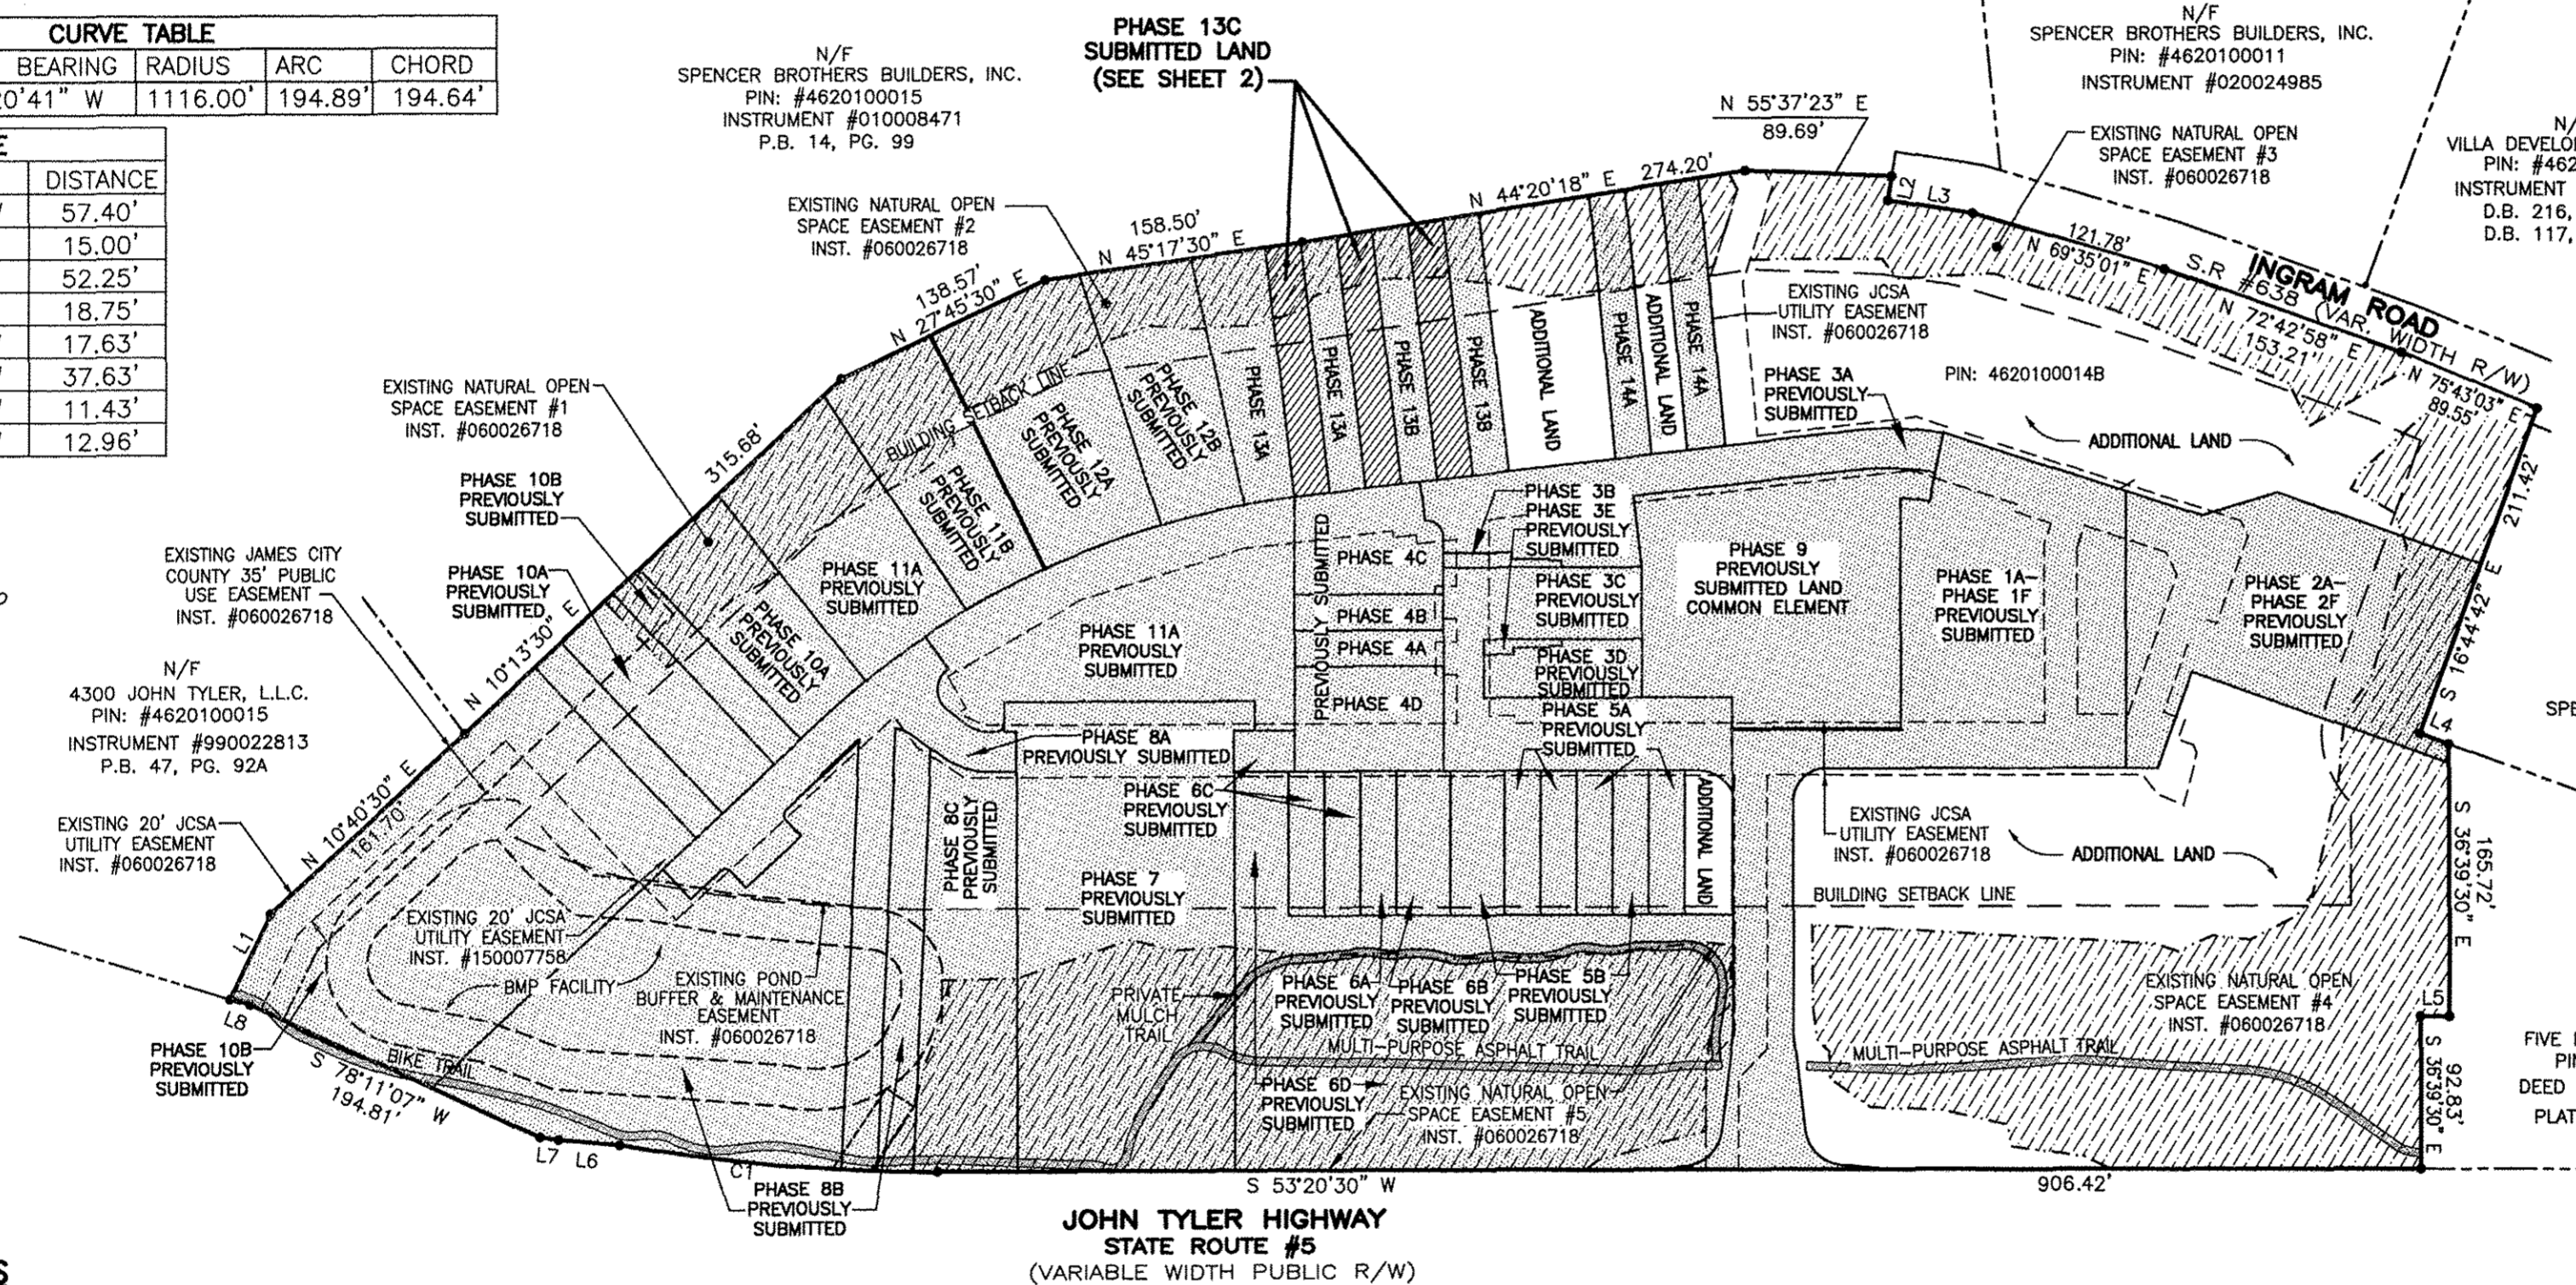 CURVE TABLE
BEARING RADIUS ARC CHORD
0'41" W 1116.00' 194.89' 194.64'
E
DISTANCE
57.40'
15.00'
52.25'
18.75'
17.63'
37.63'
11.43'
12.96'
N/F
SPENCER BROTHERS BUILDERS, INC.
PIN: #4620100015
INSTRUMENT #010008471
P.B. 14, PG. 99
PHASE 13C
SUBMITTED LAND
(SEE SHEET 2)
N/F
SPENCER BROTHERS BUILDERS, INC.
PIN: #4620100011
INSTRUMENT #020024985
N/
VILLA DEVELO
PIN: #462
INSTRUMENT
D.B. 216,
D.B. 117,
N 55°37'23" E
89.69'
EXISTING NATURAL OPEN
SPACE EASEMENT #3
INST. #060026718
EXISTING NATURAL OPEN
SPACE EASEMENT #2
INST. #060026718
158.50'
N 45°17'30" E
N 44°20'18" E 274.20'
L2
L3
121.78'
N 69°35'01" E
S.R #638 (VAR. WIDTH R/W)
INGRAM ROAD
N 72°42'58" E
153.21'
N 75°43'03" E
89.55'
138.57'
N 27°45'30" E
EXISTING JCSA
UTILITY EASEMENT
INST. #060026718
PHASE 3A
PREVIOUSLY
SUBMITTED
PIN: 4620100014B
ADDITIONAL LAND
EXISTING NATURAL OPEN
SPACE EASEMENT #1
INST. #060026718
315.68'
BUILDING SETBACK LINE
PHASE 12A
PREVIOUSLY
SUBMITTED
PHASE 12B
PREVIOUSLY
SUBMITTED
PHASE 13A
PHASE 13A
PHASE 13B
PHASE 13B
ADDITIONAL LAND
PHASE 14A
ADDITIONAL LAND
PHASE 14A
PHASE 10B
PREVIOUSLY
SUBMITTED
PHASE 11B
PREVIOUSLY
SUBMITTED
211.42'
S 16°44'42" E
EXISTING JAMES CITY
COUNTY 35' PUBLIC
USE EASEMENT
INST. #060026718
PHASE 10A
PREVIOUSLY
SUBMITTED
PHASE 11A
PREVIOUSLY
SUBMITTED
PHASE 10A
PREVIOUSLY
SUBMITTED
PHASE 11A
PREVIOUSLY
SUBMITTED
PREVIOUSLY SUBMITTED
PHASE 4C
PHASE 4B
PHASE 4A
PHASE 4D
PHASE 3B
PHASE 3E
PREVIOUSLY
SUBMITTED
PHASE 3C
PREVIOUSLY
SUBMITTED
PHASE 3D
PREVIOUSLY
SUBMITTED
PHASE 5A
PREVIOUSLY
SUBMITTED
PHASE 9
PREVIOUSLY
SUBMITTED LAND
COMMON ELEMENT
PHASE 1A-
PHASE 1F
PREVIOUSLY
SUBMITTED
PHASE 2A-
PHASE 2F
PREVIOUSLY
SUBMITTED
N/F
4300 JOHN TYLER, L.L.C.
PIN: #4620100015
INSTRUMENT #990022813
P.B. 47, PG. 92A
N 10°13'30" E
N 10°40'30" E
161.70'
L4
SPE
PHASE 8A
PREVIOUSLY SUBMITTED
PHASE 6C
PREVIOUSLY
SUBMITTED
EXISTING 20' JCSA
UTILITY EASEMENT
INST. #060026718
PHASE 8C
PREVIOUSLY
SUBMITTED
PHASE 7
PREVIOUSLY
SUBMITTED
ADDITIONAL LAND
EXISTING JCSA
UTILITY EASEMENT
INST. #060026718
ADDITIONAL LAND
BUILDING SETBACK LINE
165.72'
S 36°39'30" E
EXISTING 20' JCSA
UTILITY EASEMENT
INST. #150007758
BMP FACILITY
EXISTING POND
BUFFER & MAINTENANCE
EASEMENT
INST. #060026718
PRIVATE
MULCH
TRAIL
PHASE 6A
PREVIOUSLY
SUBMITTED
PHASE 6B
PREVIOUSLY
SUBMITTED
PHASE 5B
PREVIOUSLY
SUBMITTED
EXISTING NATURAL OPEN
SPACE EASEMENT #4
INST. #060026718
L1
L8
L5
PHASE 10B
PREVIOUSLY
SUBMITTED
BIKE TRAIL
S 78°11'07" W
194.81'
MULTI-PURPOSE ASPHALT TRAIL
MULTI-PURPOSE ASPHALT TRAIL
PHASE 6D
PREVIOUSLY
SUBMITTED
EXISTING NATURAL OPEN
SPACE EASEMENT #5
INST. #060026718
92.83'
S 36°39'30" E
FIVE
PI
DEED
PLAT
L7
L6
C1
PHASE 8B
PREVIOUSLY
SUBMITTED
S 53°20'30" W
906.42'
JOHN TYLER HIGHWAY
STATE ROUTE #5
(VARIABLE WIDTH PUBLIC R/W)
S